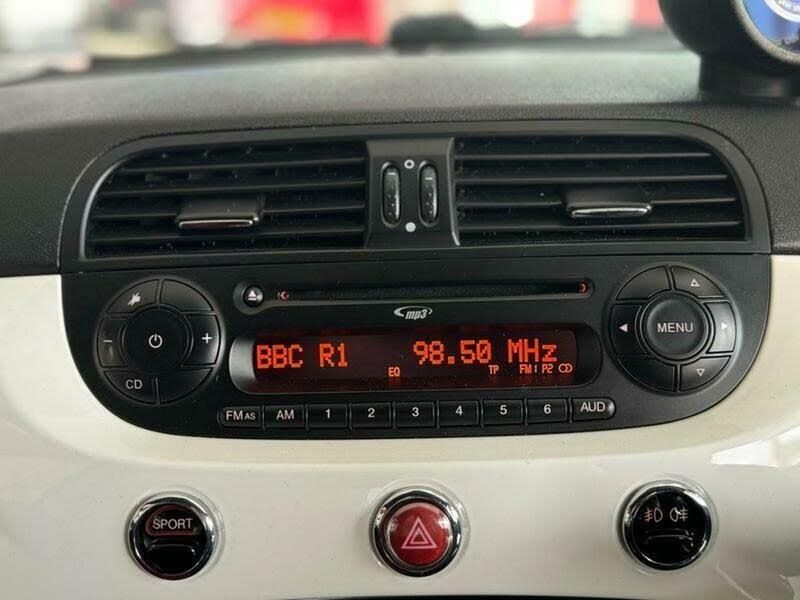 mp3
BBC R1 98.50 MHz
EQ TP FM1 P2
CD
MENU
FM AS AM 1 2 3 4 5 6 AUD
SPORT